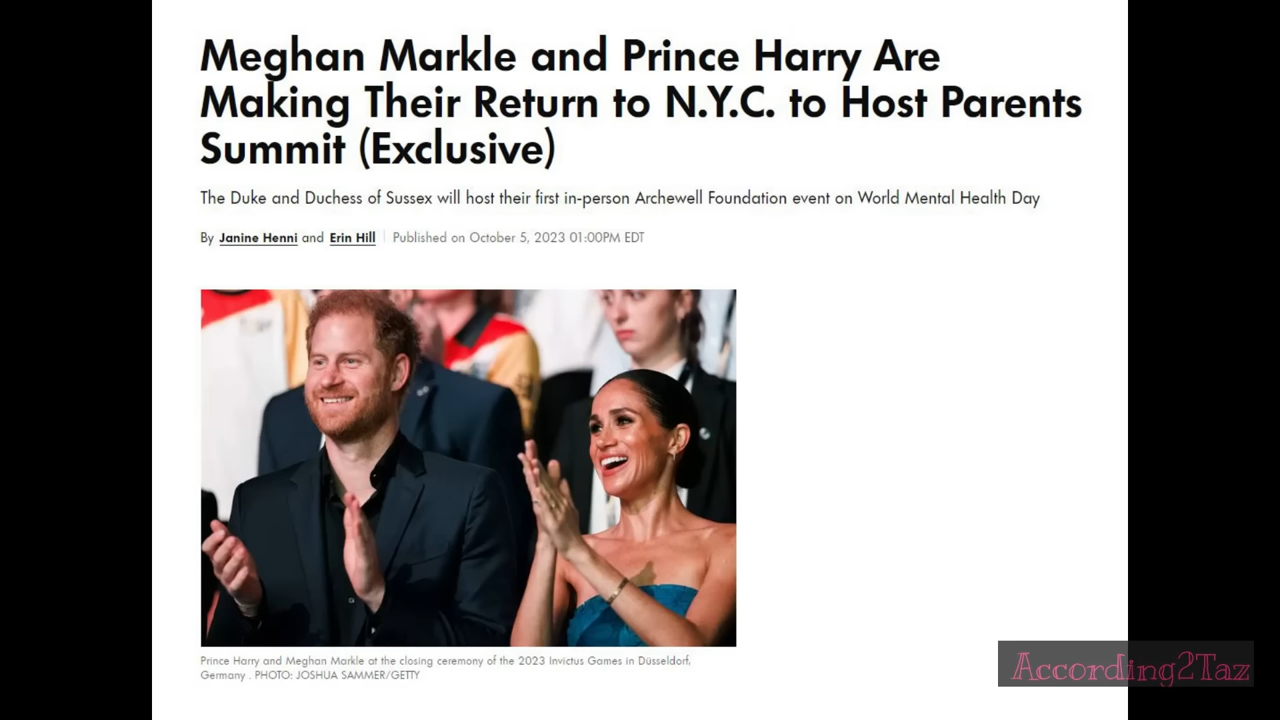 Meghan Markle and Prince Harry Are
Making Their Return to N.Y.C. to Host Parents
Summit (Exclusive)
The Duke and Duchess of Sussex will host their first in-person Archewell Foundation event on World Mental Health Day
By Janine Henni and Erin Hill | Published on October 5, 2023 01:00PM EDT
Prince Harry and Meghan Markle at the closing ceremony of the 2023 Invictus Games in Düsseldorf,
Germany . PHOTO: JOSHUA SAMMER/GETTY
According2Taz